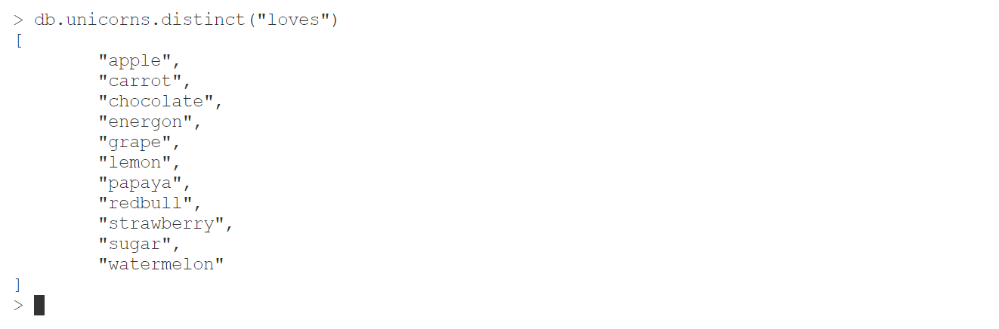 > db.unicorns.distinct("loves")
[
        "apple",
        "carrot",
        "chocolate",
        "energon",
        "grape",
        "lemon",
        "papaya",
        "redbull",
        "strawberry",
        "sugar",
        "watermelon"
]
>